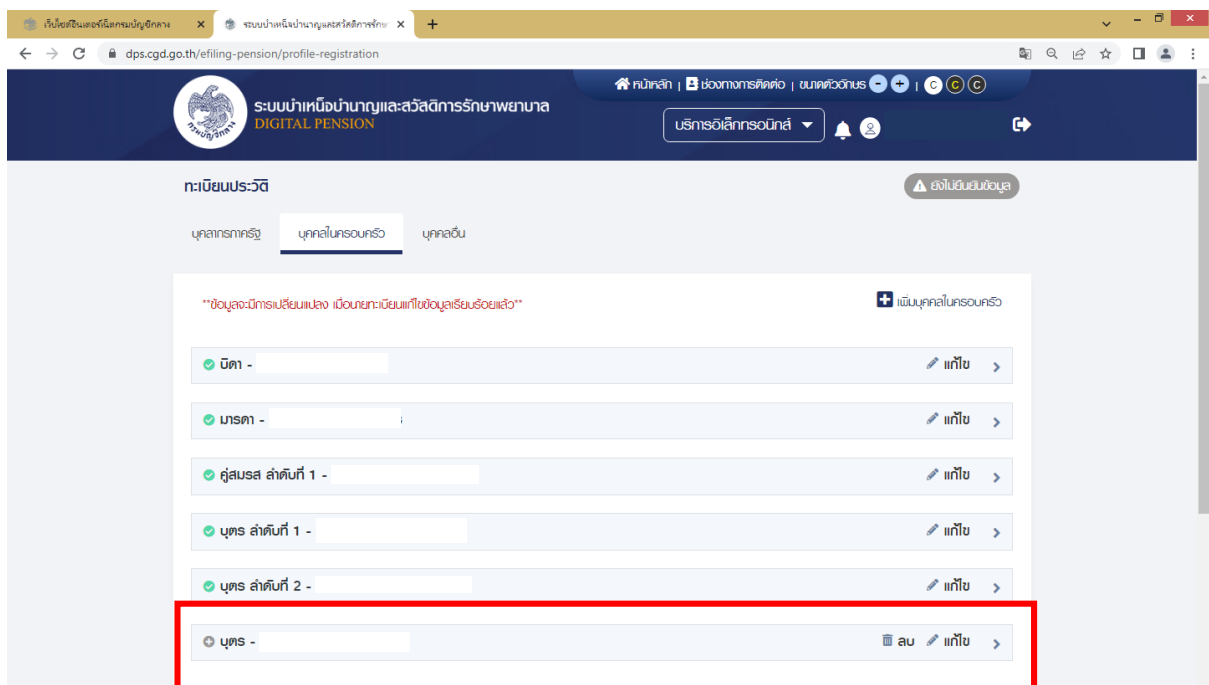 เว็บไซต์อินเตอร์เน็ตกรมบัญชีกลาง
ระบบบำเหน็จบำนาญและสวัสดิการรักษ
dps.cgd.go.th/efiling-pension/profile-registration
ระบบบำเหน็จบำนาญและสวัสดิการรักษาพยาบาล
DIGITAL PENSION
หน้าหลัก | ช่องทางการติดต่อ | ขนาดตัวอักษร - + | C C C
บริการอิเล็กทรอนิกส์
กรมบัญชีกลาง
ทะเบียนประวัติ
ยังไม่ยืนยันข้อมูล
บุคลากรภาครัฐ บุคคลในครอบครัว บุคคลอื่น
**ข้อมูลจะมีการเปลี่ยนแปลง เมื่อนายทะเบียนแก้ไขข้อมูลเรียบร้อยแล้ว**
เพิ่มบุคคลในครอบครัว
บิดา - แก้ไข
มารดา - แก้ไข
คู่สมรส ลำดับที่ 1 - แก้ไข
บุตร ลำดับที่ 1 - แก้ไข
บุตร ลำดับที่ 2 - แก้ไข
บุตร - ลบ แก้ไข